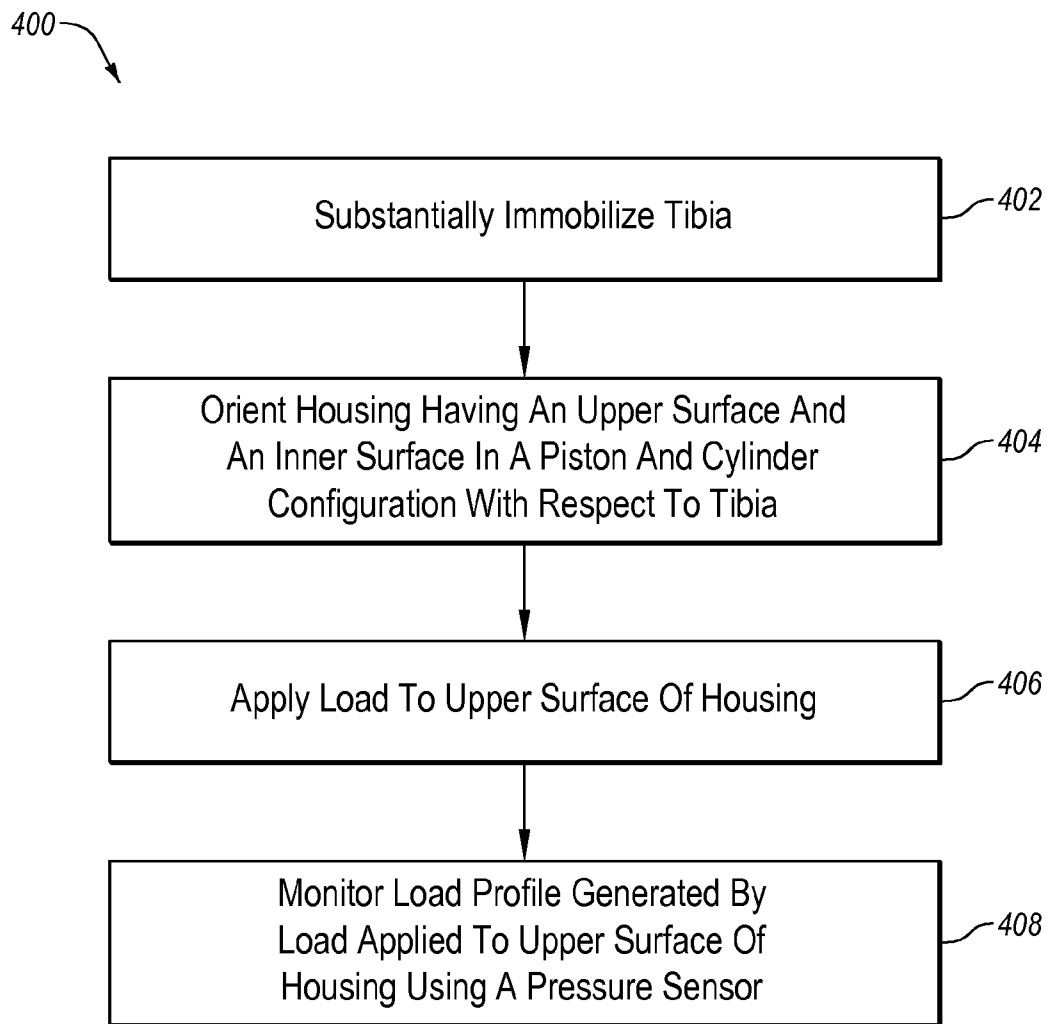 400
Substantially Immobilize Tibia
402
Orient Housing Having An Upper Surface And
An Inner Surface In A Piston And Cylinder
Configuration With Respect To Tibia
404
Apply Load To Upper Surface Of Housing
406
Monitor Load Profile Generated By
Load Applied To Upper Surface Of
Housing Using A Pressure Sensor
408